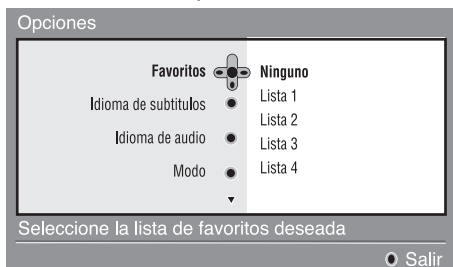 Opciones
Favoritos
Ninguno
Idioma de subtitulos
Lista 1
Lista 2
Idioma de audio
Lista 3
Modo
Lista 4
Seleccione la lista de favoritos deseada
Salir